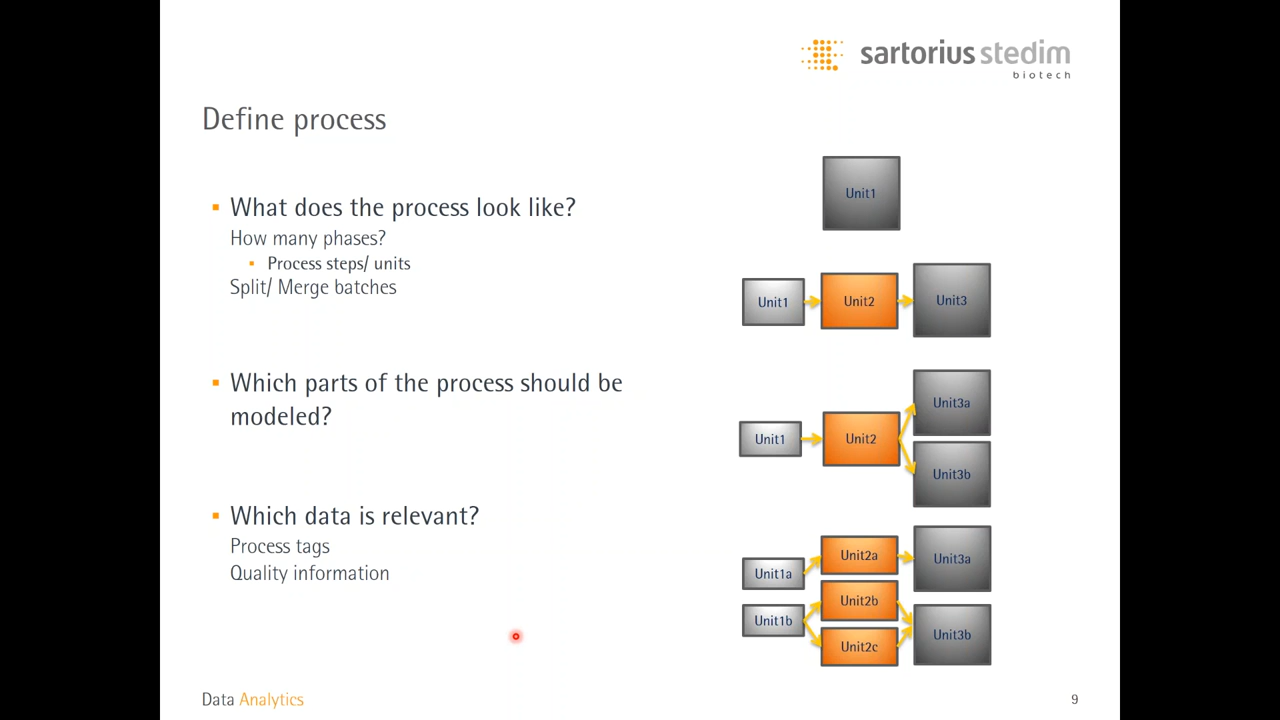 sartorius stedim
biotech
Define process
What does the process look like?
How many phases?
Process steps/ units
Split/ Merge batches
Which parts of the process should be
modeled?
Which data is relevant?
Process tags
Quality information
Unit1
Unit1
Unit2
Unit3
Unit1
Unit2
Unit3a
Unit3b
Unit1a
Unit1b
Unit2a
Unit2b
Unit2c
Unit3a
Unit3b
Data Analytics
9